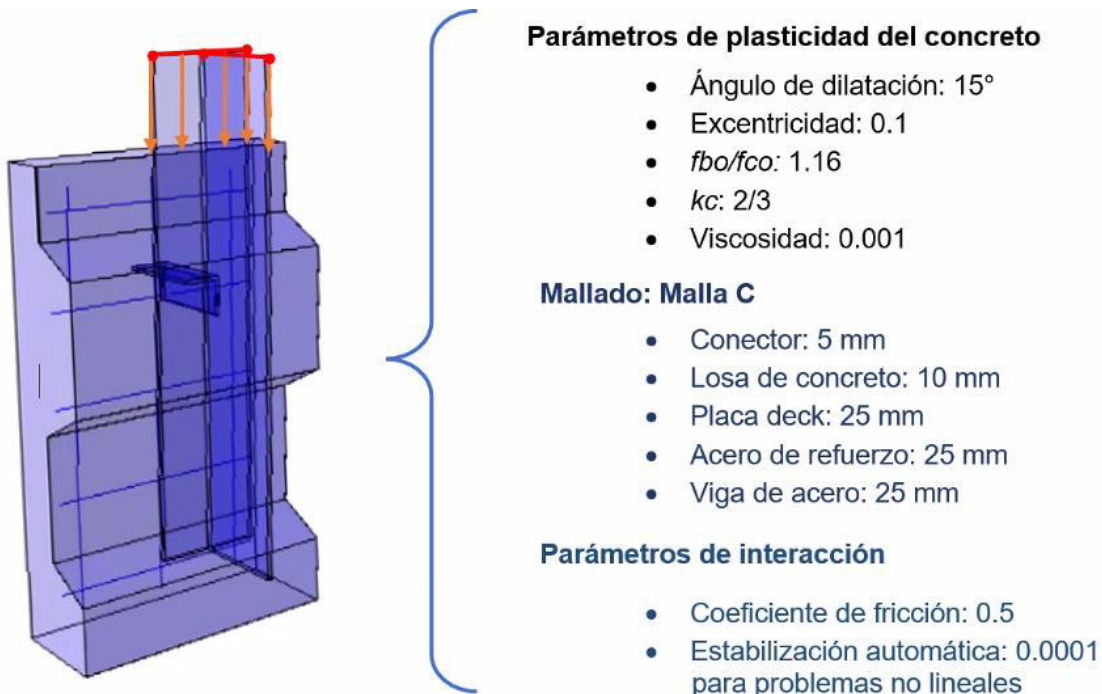 Parámetros de plasticidad del concreto
• Ángulo de dilatación: 15°
• Excentricidad: 0.1
• fbo/fco: 1.16
• kc: 2/3
• Viscosidad: 0.001
Mallado: Malla C
• Conector: 5 mm
• Losa de concreto: 10 mm
• Placa deck: 25 mm
• Acero de refuerzo: 25 mm
• Viga de acero: 25 mm
Parámetros de interacción
• Coeficiente de fricción: 0.5
• Estabilización automática: 0.0001
para problemas no lineales